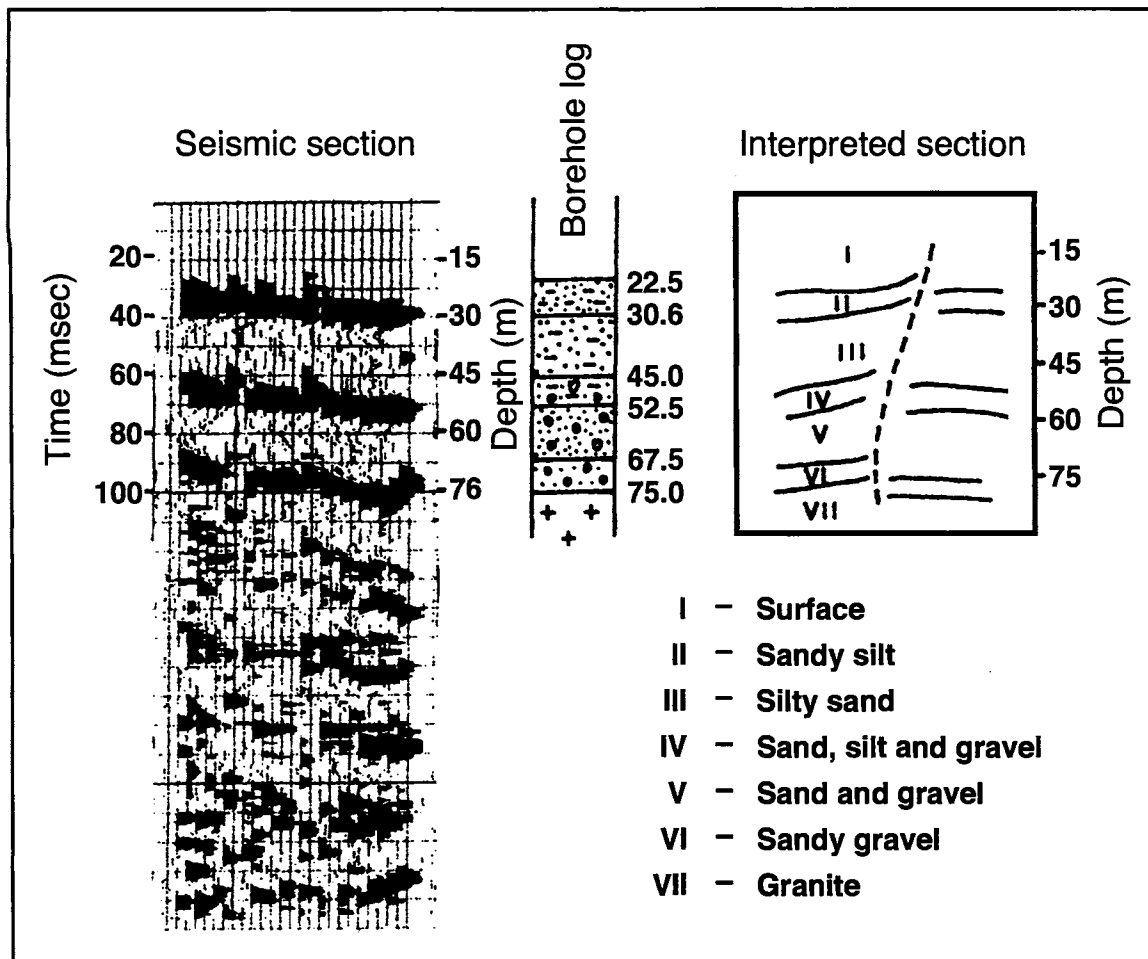 Seismic section
Borehole log
Interpreted section
Time (msec)
20
40
60
80
100
15
30
45
60
76
Depth (m)
22.5
30.6
45.0
52.5
67.5
75.0
I
II
III
IV
V
VI
VII
15
30
45
60
75
Depth (m)
I – Surface
II – Sandy silt
III – Silty sand
IV – Sand, silt and gravel
V – Sand and gravel
VI – Sandy gravel
VII – Granite